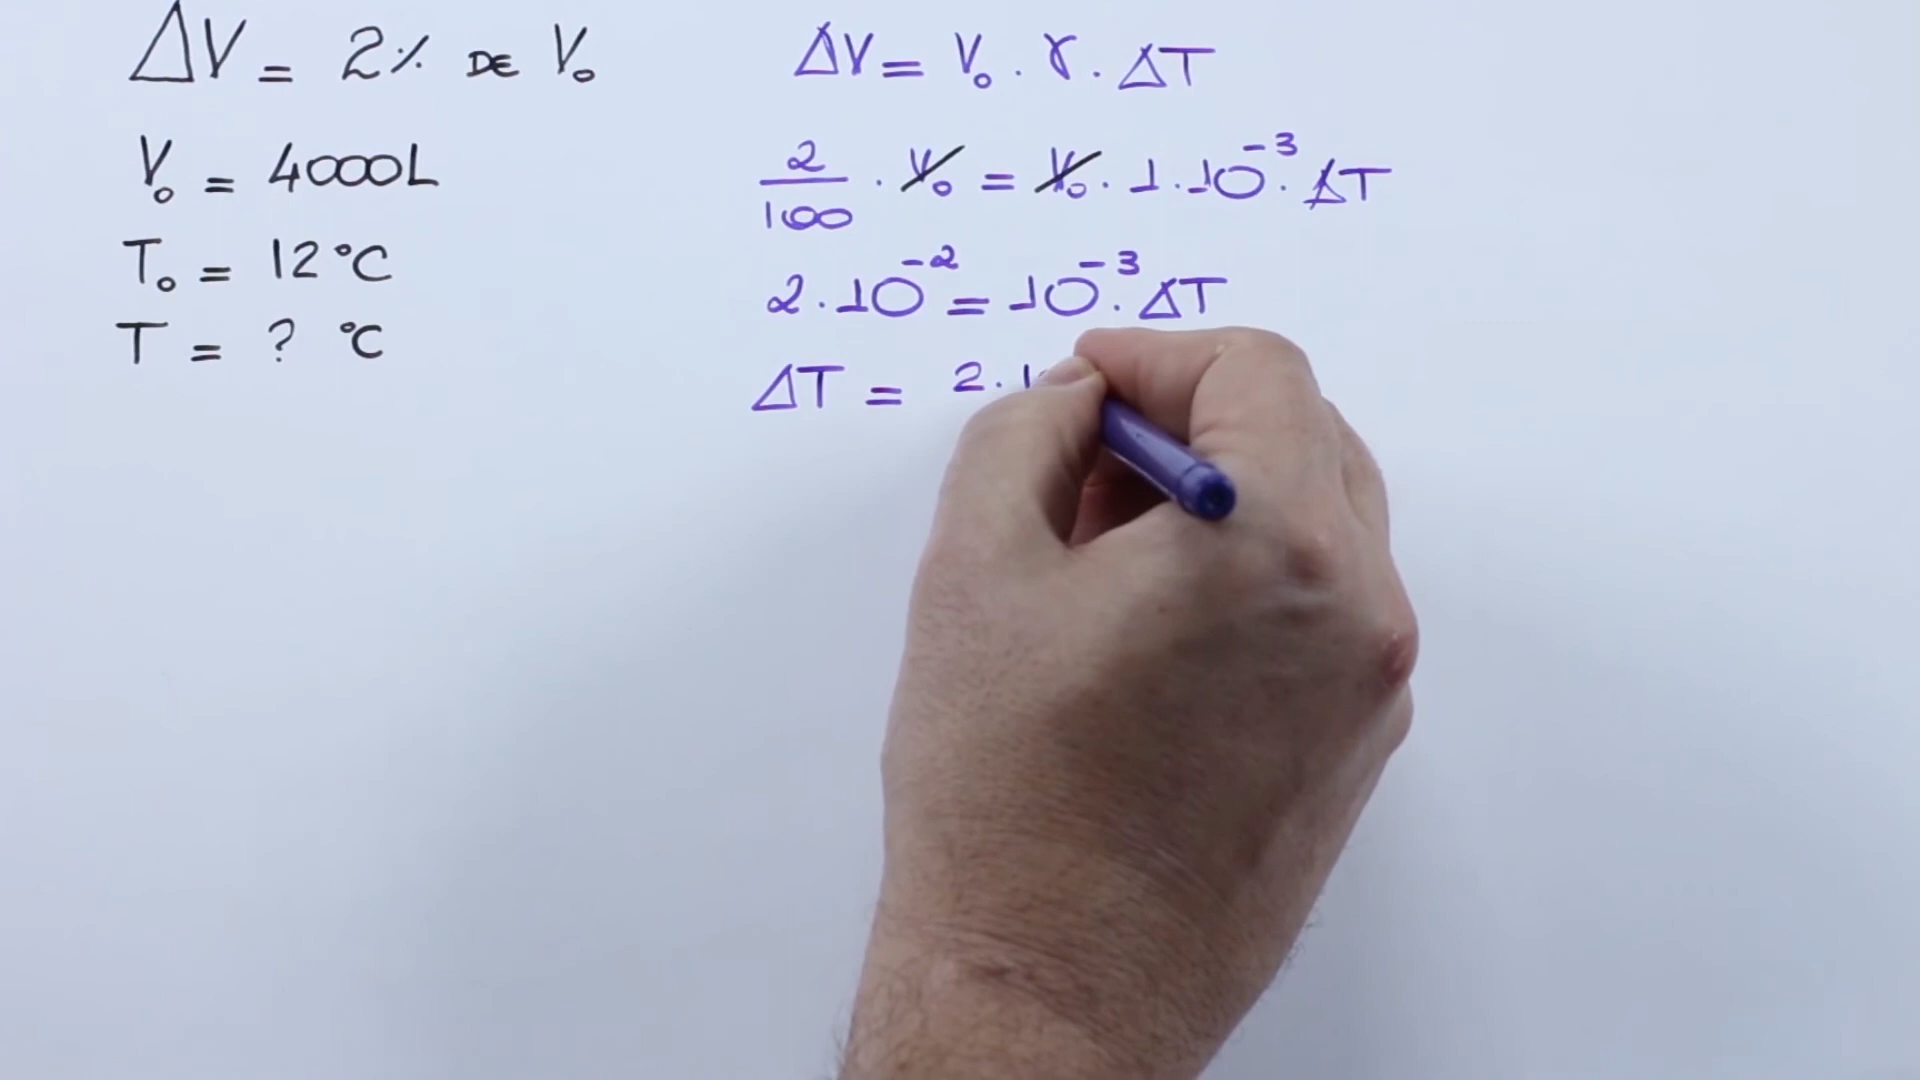 ΔV = 2% DE V₀
V₀ = 4000L
T₀ = 12 °C
T = ? °C
ΔV = V₀ . γ . ΔT
2/100 . V₀ = V₀ . 1 . 10⁻³ . ΔT
2 . 10⁻² = 10⁻³ . ΔT
ΔT = 2 .